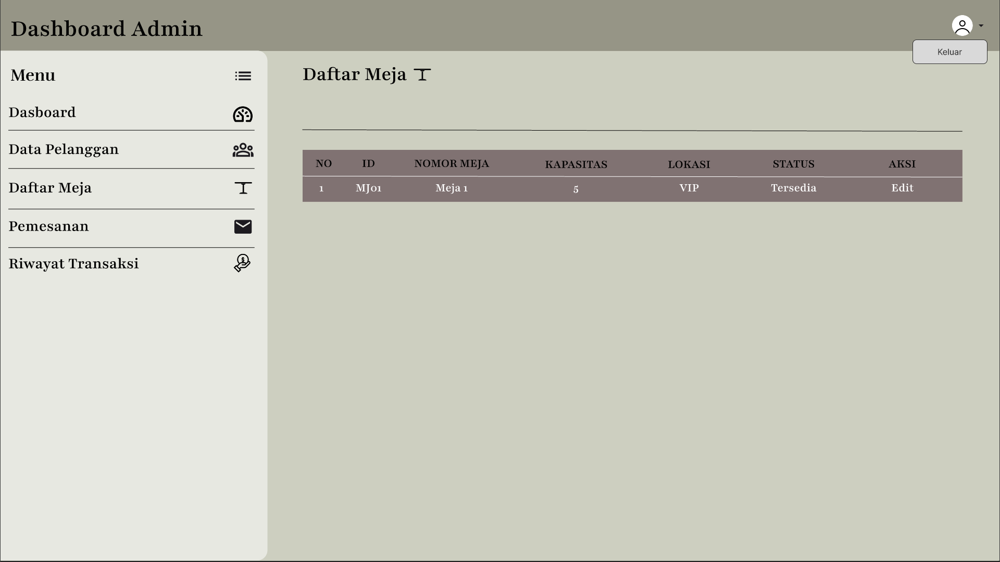 Dashboard Admin
Keluar
Menu
Dasboard
Data Pelanggan
Daftar Meja
Pemesanan
Riwayat Transaksi
Daftar Meja
NO ID NOMOR MEJA KAPASITAS LOKASI STATUS AKSI
1 MJ01 Meja 1 5 VIP Tersedia Edit